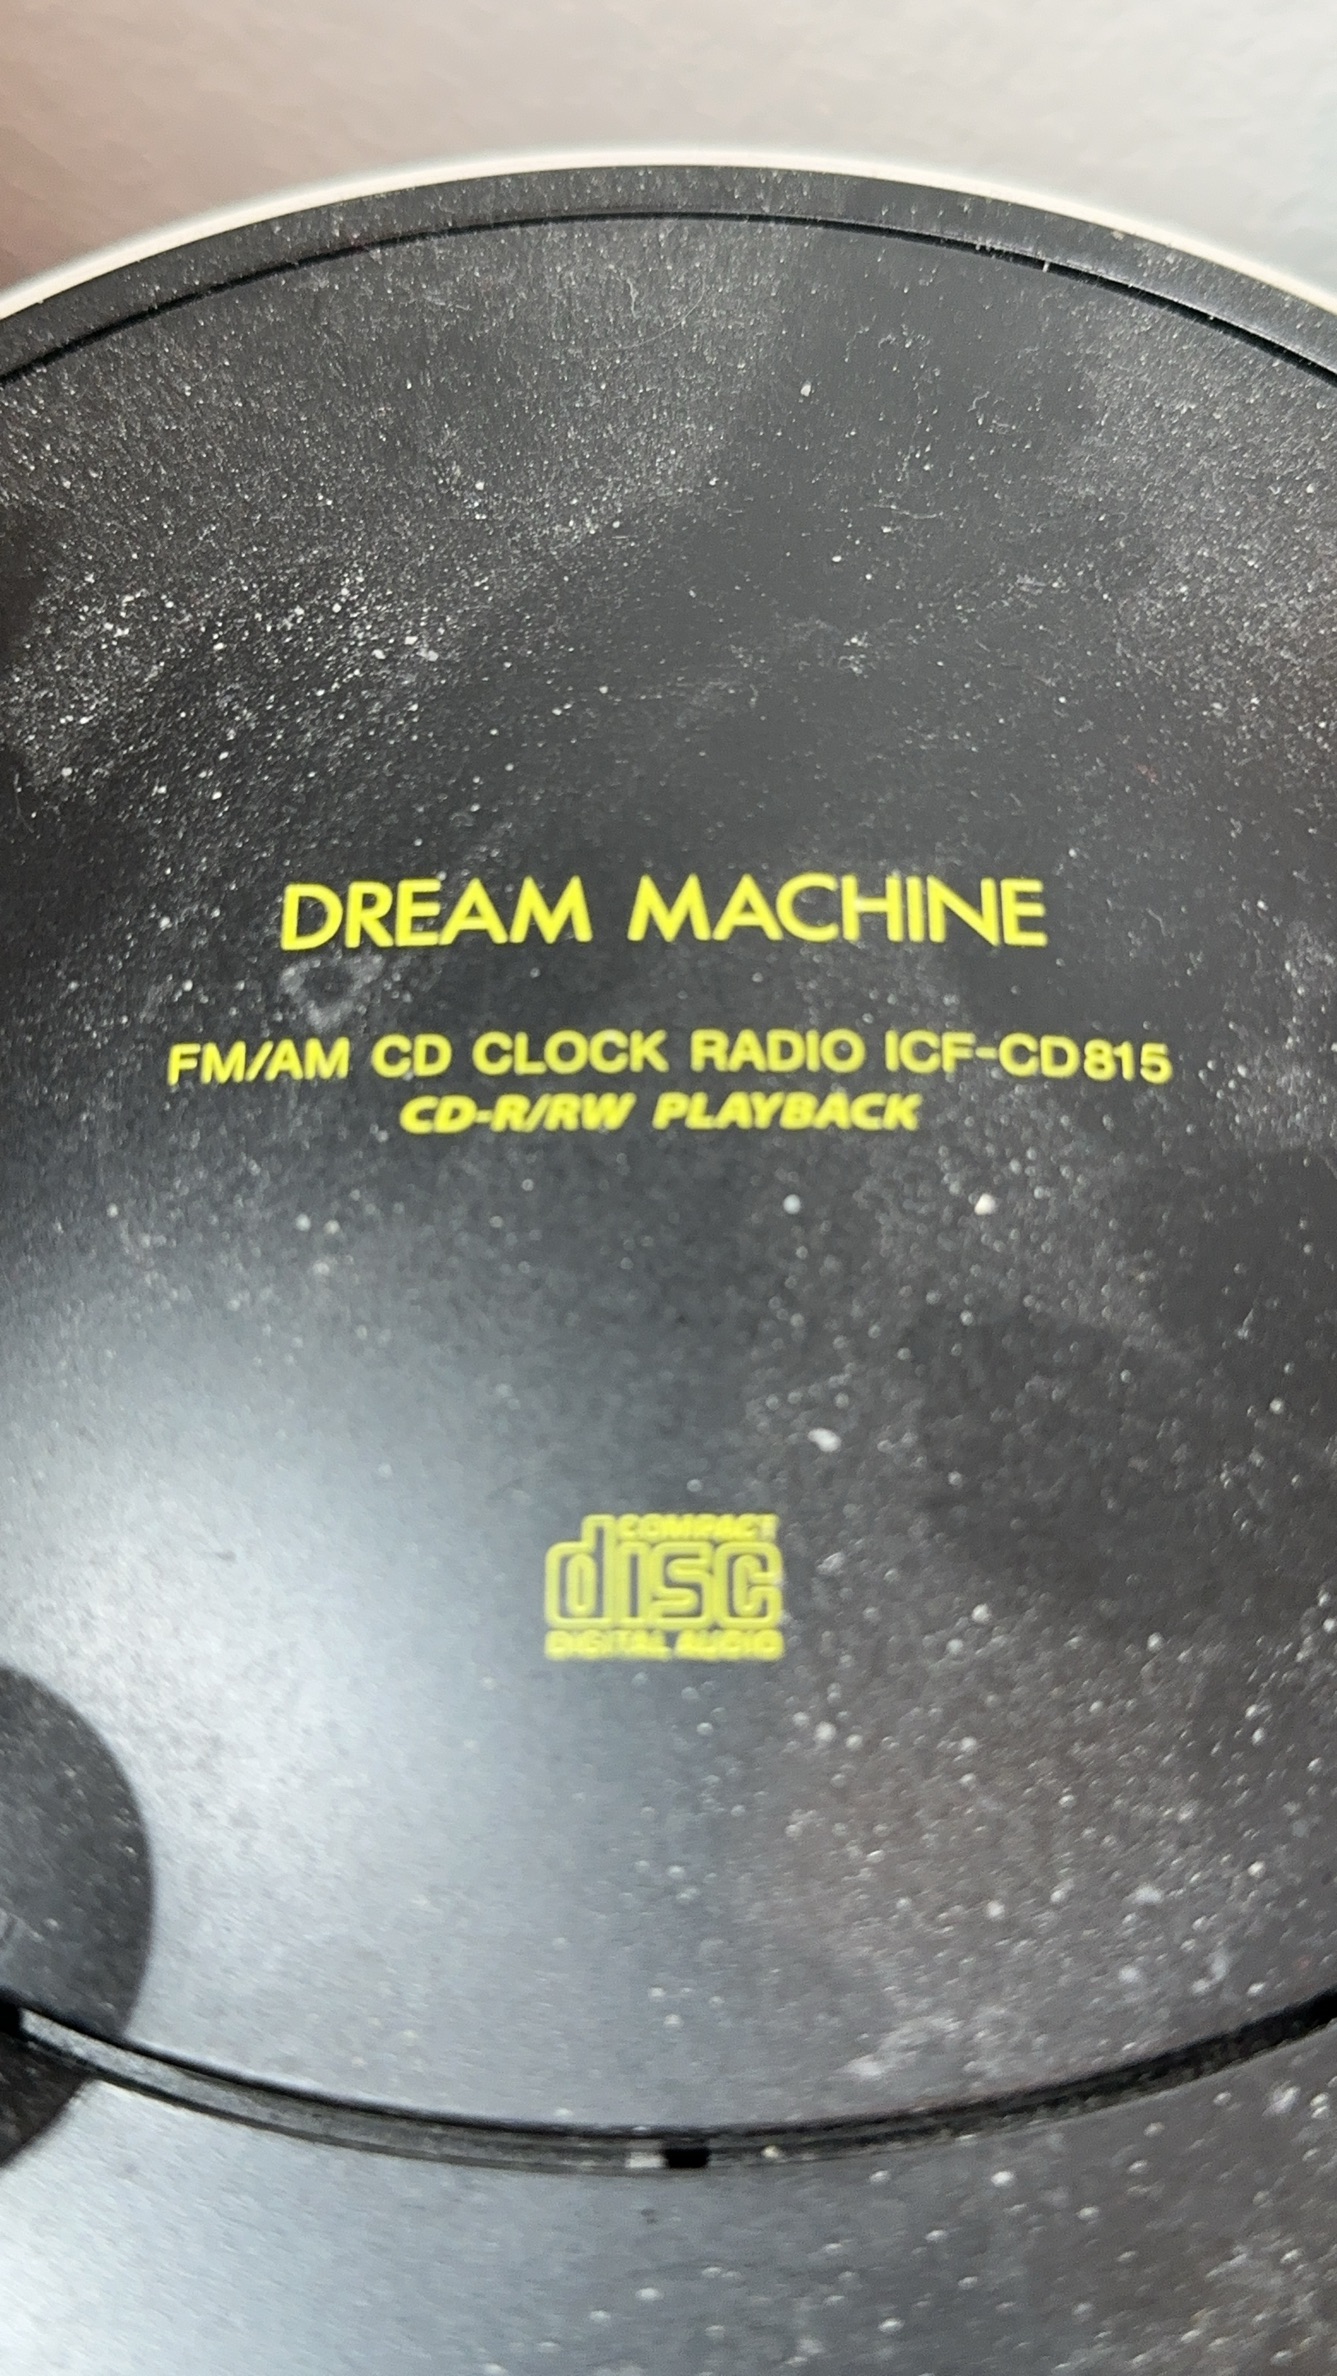 DREAM MACHINE
FM/AM CD CLOCK RADIO ICF-CD815
CD-R/RW PLAYBACK
COMPACT
disc
DIGITAL AUDIO